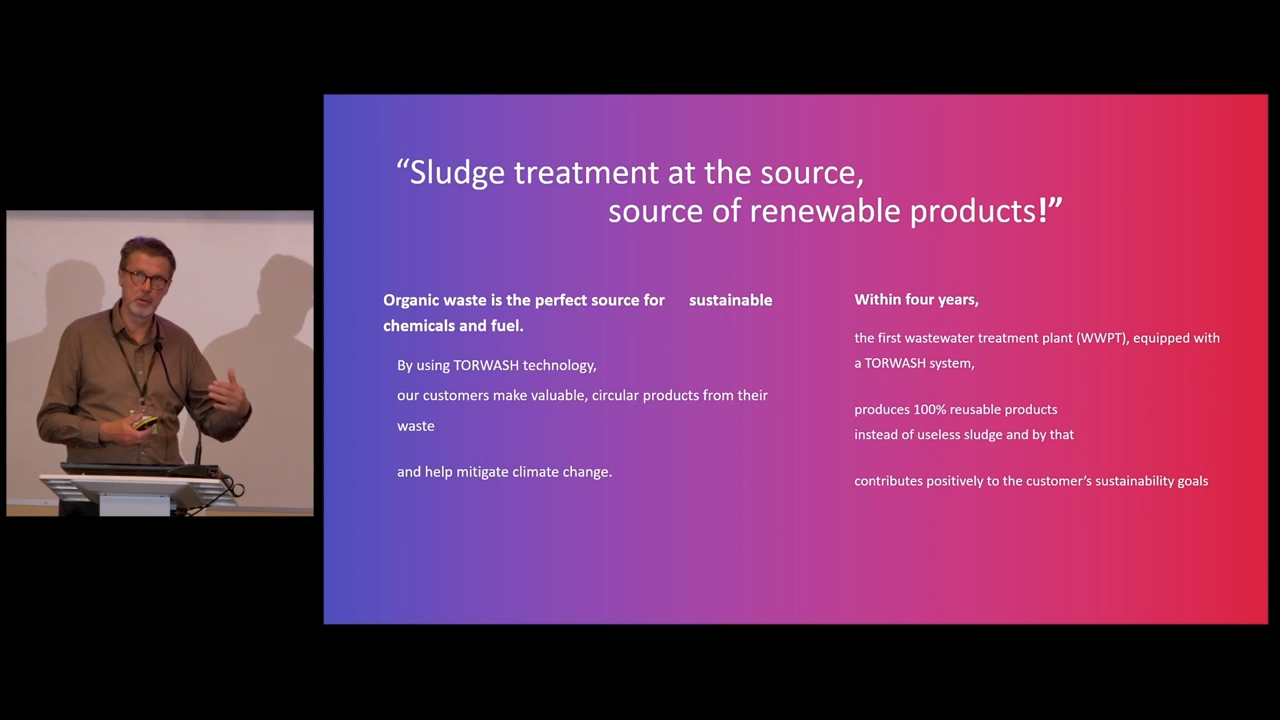 “Sludge treatment at the source,
source of renewable products!”
Organic waste is the perfect source for sustainable
chemicals and fuel.
By using TORWASH technology,
our customers make valuable, circular products from their
waste
and help mitigate climate change.
Within four years,
the first wastewater treatment plant (WWPT), equipped with
a TORWASH system,
produces 100% reusable products
instead of useless sludge and by that
contributes positively to the customer’s sustainability goals